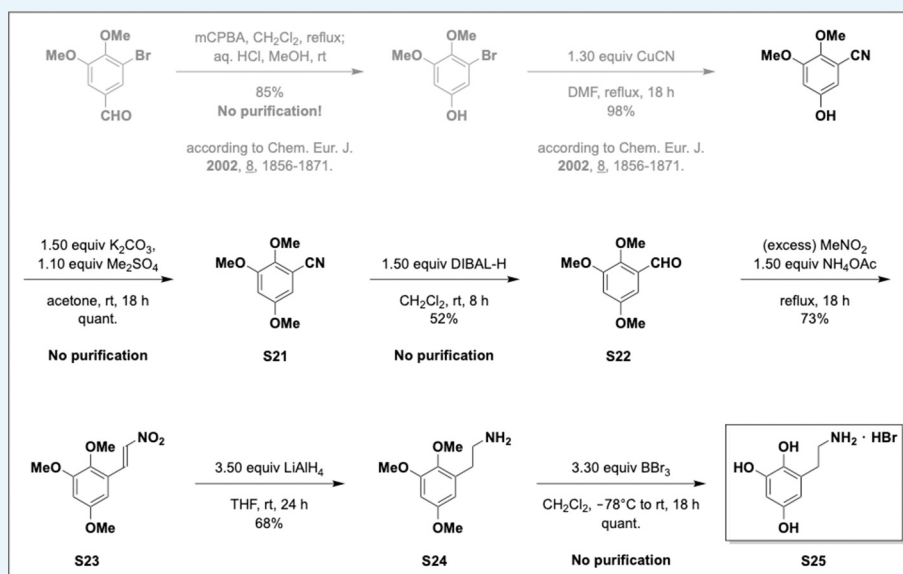 OMe
MeO
Br
CHO
mCPBA, CH₂Cl₂, reflux;
aq. HCl, MeOH, rt
85%
No purification!
according to Chem. Eur. J.
2002, 8, 1856-1871.
OMe
MeO
Br
OH
1.30 equiv CuCN
DMF, reflux, 18 h
98%
according to Chem. Eur. J.
2002, 8, 1856-1871.
OMe
MeO
CN
OH
1.50 equiv K₂CO₃,
1.10 equiv Me₂SO₄
acetone, rt, 18 h
quant.
No purification
OMe
MeO
CN
OMe
S21
1.50 equiv DIBAL-H
CH₂Cl₂, rt, 8 h
52%
No purification
OMe
MeO
CHO
OMe
S22
(excess) MeNO₂
1.50 equiv NH₄OAc
reflux, 18 h
73%
NO₂
OMe
MeO
OMe
S23
3.50 equiv LiAlH₄
THF, rt, 24 h
68%
NH₂
OMe
MeO
OMe
S24
3.30 equiv BBr₃
CH₂Cl₂, −78°C to rt, 18 h
quant.
No purification
NH₂ · HBr
OH
HO
OH
S25